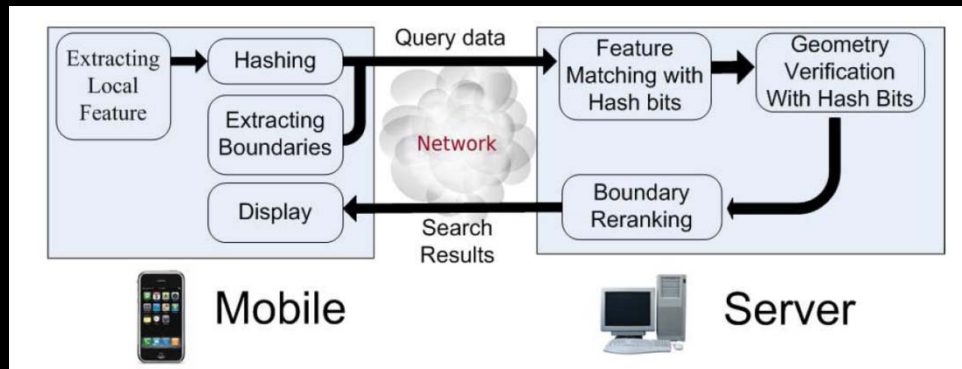 Extracting
Local
Feature
Hashing
Extracting
Boundaries
Display
Query data
Network
Search
Results
Feature
Matching with
Hash bits
Geometry
Verification
With Hash Bits
Boundary
Reranking
Mobile
Server